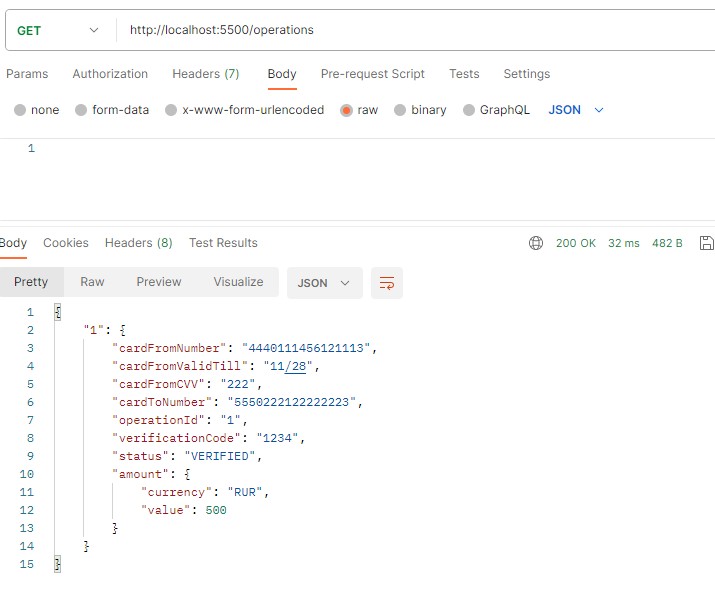 GET http://localhost:5500/operations
Params Authorization Headers (7) Body Pre-request Script Tests Settings
none form-data x-www-form-urlencoded raw binary GraphQL JSON
1
Body Cookies Headers (8) Test Results 200 OK 32 ms 482 B
Pretty Raw Preview Visualize JSON
1 {
2 "1": {
3 "cardFromNumber": "4440111456121113",
4 "cardFromValidTill": "11/28",
5 "cardFromCVV": "222",
6 "cardToNumber": "5550222122222223",
7 "operationId": "1",
8 "verificationCode": "1234",
9 "status": "VERIFIED",
10 "amount": {
11 "currency": "RUR",
12 "value": 500
13 }
14 }
15 }